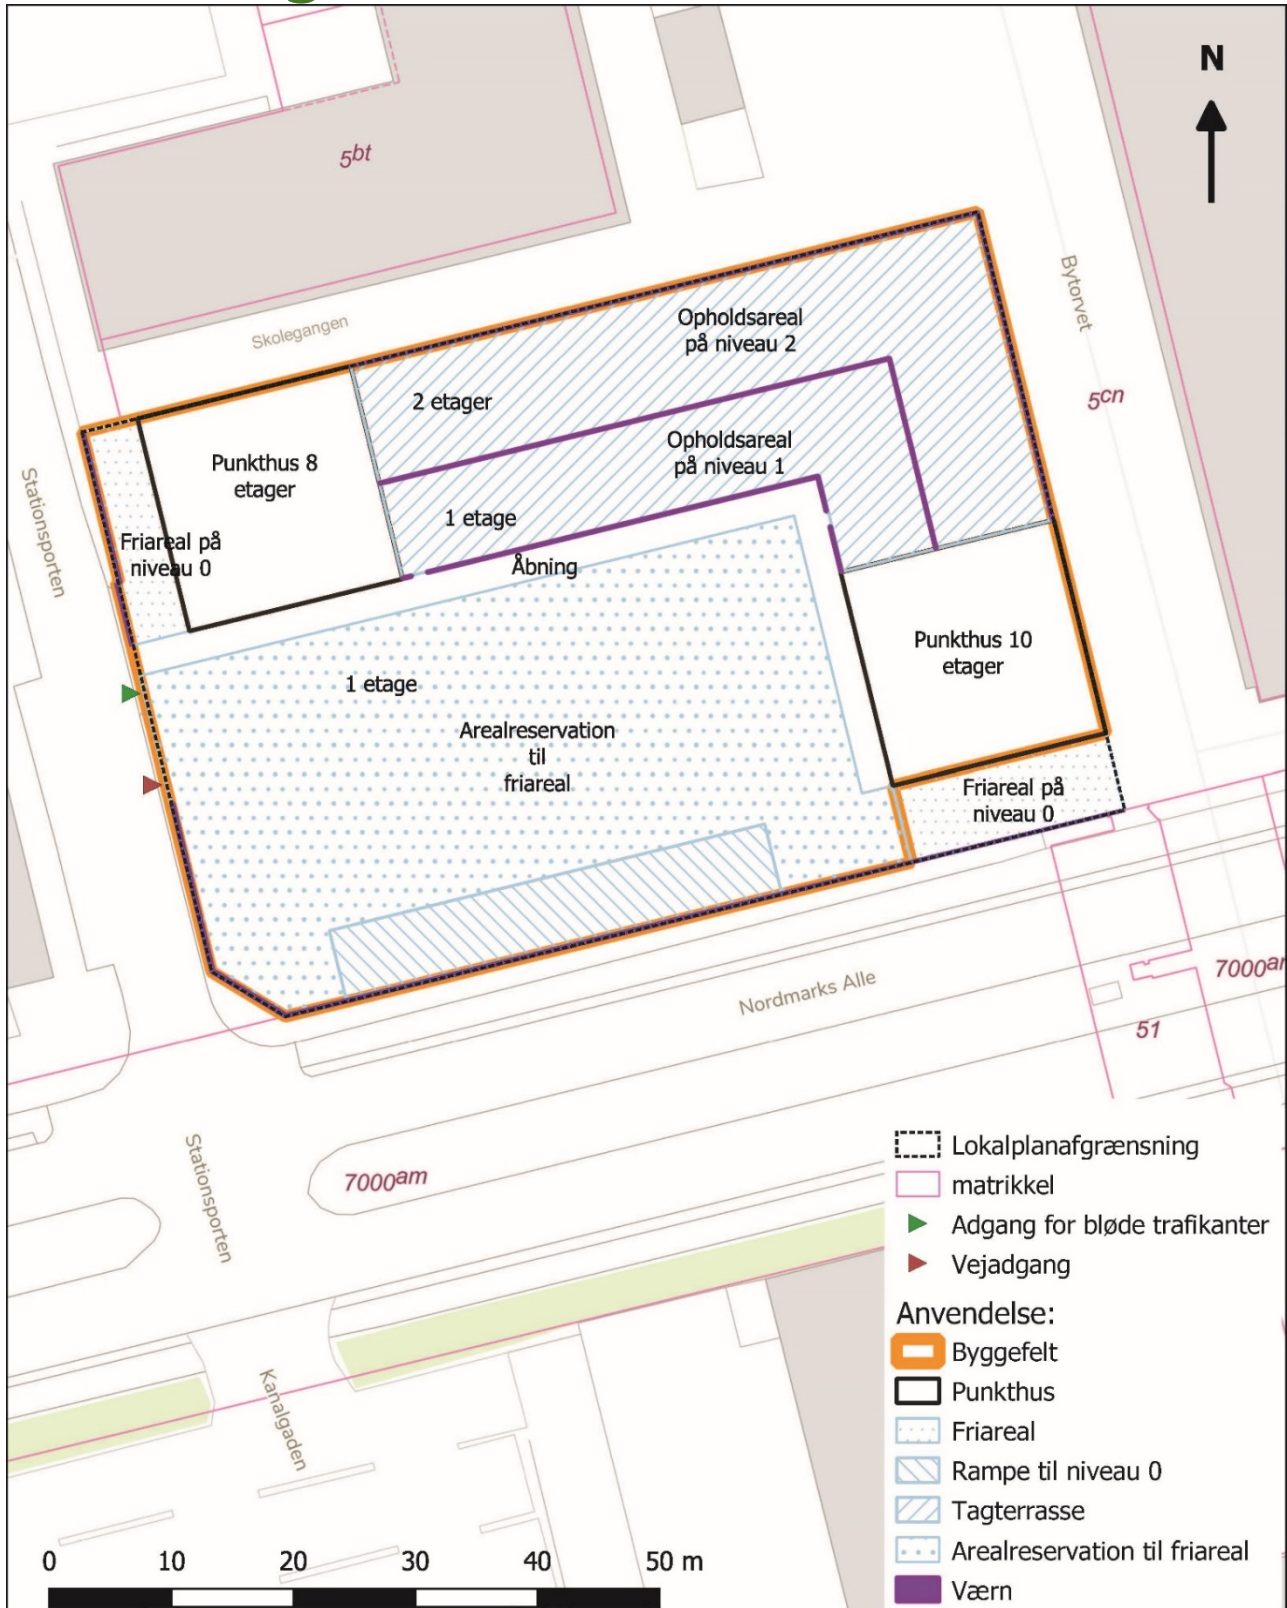 N
5bt
Bytorvet
Skolegangen
Opholdsareal
på niveau 2
2 etager
5cn
Opholdsareal
på niveau 1
Punkthus 8
etager
Stationsporten
1 etage
Friareal på
niveau 0
Åbning
Punkthus 10
etager
1 etage
Arealreservation
til
friareal
Friareal på
niveau 0
Nordmarks Alle
51
Stationsporten
7000am
Kanalgaden
Lokalplanafgrænsning
matrikkel
Adgang for bløde trafikanter
Vejadgang
Anvendelse:
Byggefelt
Punkthus
Friareal
Rampe til niveau 0
Tagterrasse
Arealreservation til friareal
Værn
0 10 20 30 40 50 m